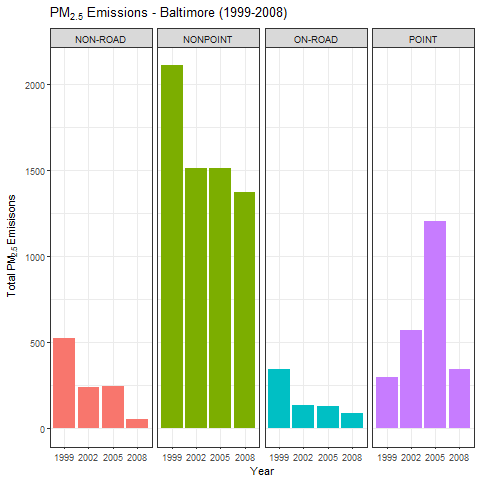 PM2.5 Emissions - Baltimore (1999-2008)
NON-ROAD NONPOINT ON-ROAD POINT
2000
1500
1000
500
0
Total PM2.5 Emisisons
1999 2002 2005 2008 1999 2002 2005 2008 1999 2002 2005 2008 1999 2002 2005 2008
Year